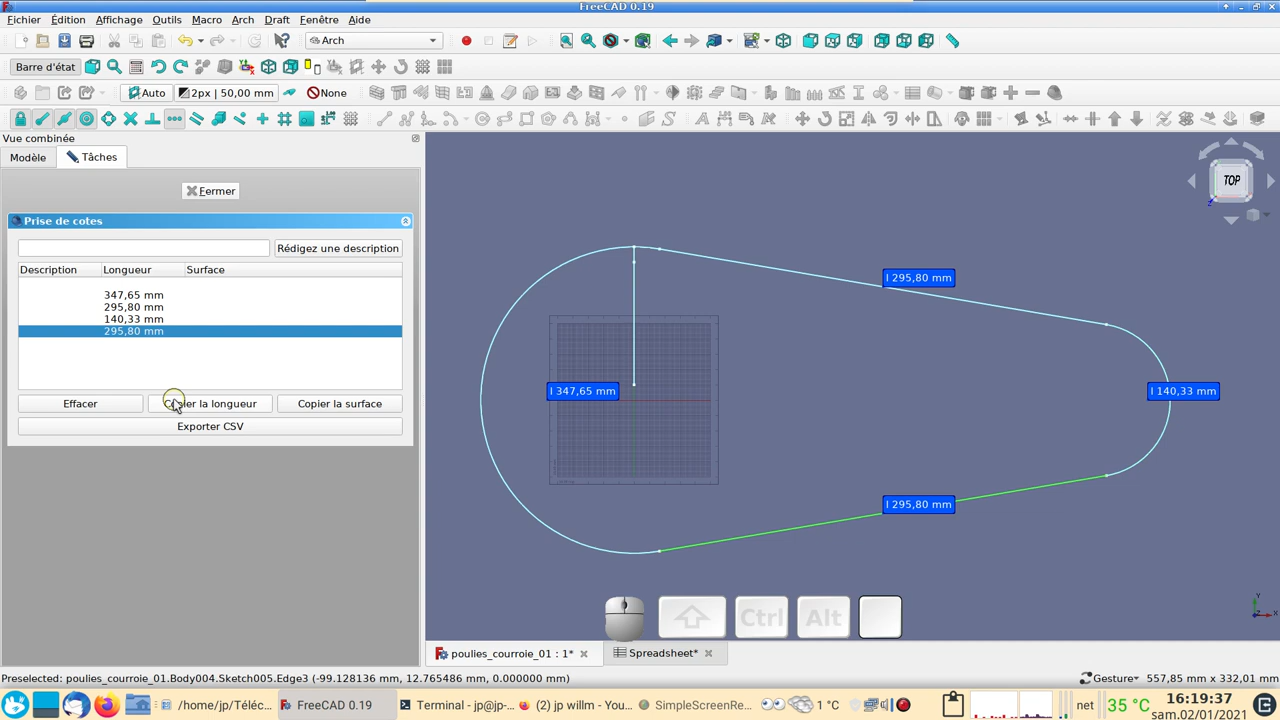 FreeCAD 0.19
Fichier Édition Affichage Outils Macro Arch Draft Fenêtre Aide
Arch
Barre d'état
Auto 2px | 50,00 mm None
Vue combinée
Modèle Tâches
Fermer
Prise de cotes
Rédigez une description
Description Longueur Surface
347,65 mm
295,80 mm
140,33 mm
295,80 mm
Effacer Copier la longueur Copier la surface
Exporter CSV
TOP
l 295,80 mm
l 347,65 mm
l 140,33 mm
l 295,80 mm
Ctrl Alt
poulies_courroie_01 : 1* Spreadsheet*
Preselected: poulies_courroie_01.Body004.Sketch005.Edge3 (-99.128136 mm, 12.765486 mm, 0.000000 mm) Gesture 557,85 mm x 332,01 mm
/home/jp/Téléc... FreeCAD 0.19 Terminal - jp@jp-... (2) jp willm - You... SimpleScreenRe... 1 °C net 35 °C 16:19:37
sam.02/01/2021